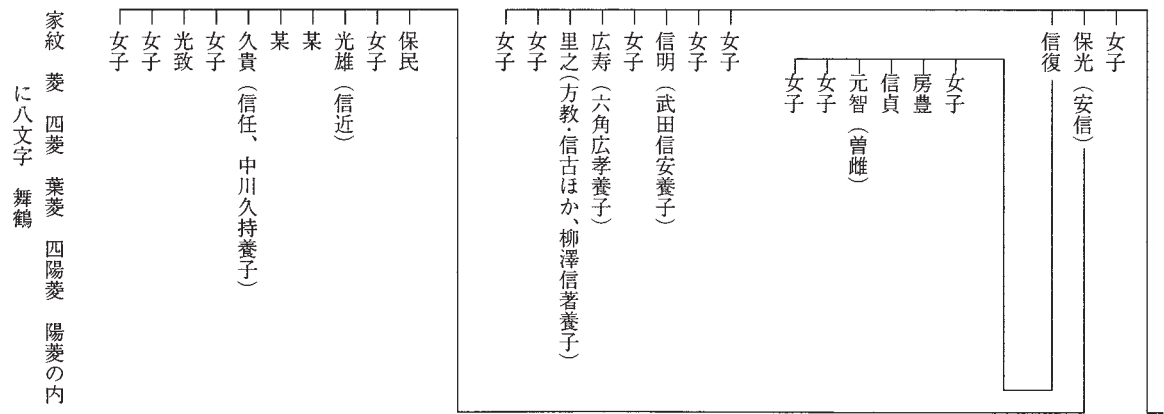 女子
保光（安信）
信復
女子
房豊
信貞
元智（曽雌）
女子
女子
女子
女子
信明（武田信安養子）
女子
広寿（六角広孝養子）
里之（方教・信古ほか、柳澤信著養子）
女子
女子
保民
女子
光雄（信近）
某
某
久貴（信任、中川久持養子）
女子
光致
女子
女子
家紋　菱　四菱　葉菱　四陽菱　陽菱の内
に八文字　舞鶴